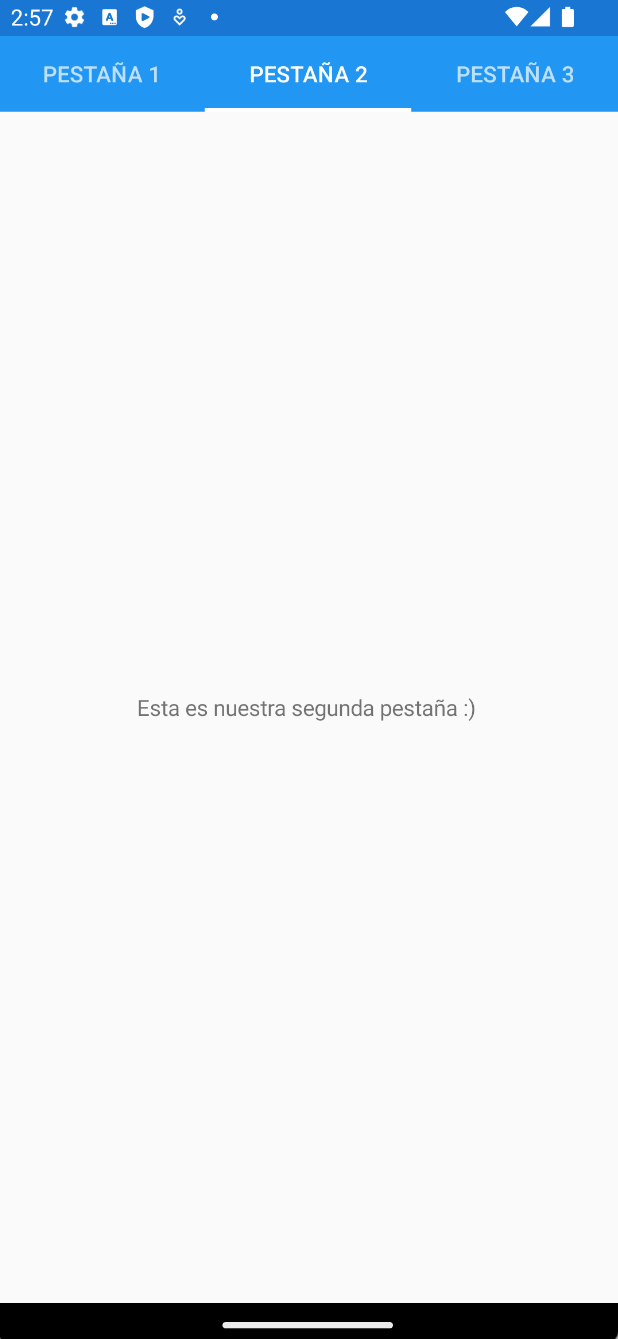 2:57
PESTAÑA 1
PESTAÑA 2
PESTAÑA 3
Esta es nuestra segunda pestaña :)